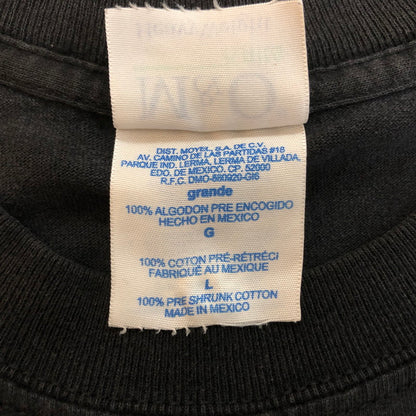 DIST. MOYEL, S.A. DE C.V.
AV. CAMINO DE LAS PARTIDAS #18
PARQUE IND. LERMA, LERMA DE VILLADA,
EDO. DE MEXICO, CP. 52000
R.F.C. DMO-580920-GI6
grande
100% ALGODON PRE ENCOGIDO
HECHO EN MEXICO
G
100% COTON PRÉ-RÉTRÉCI
FABRIQUÉ AU MEXIQUE
L
100% PRE SHRUNK COTTON
MADE IN MEXICO